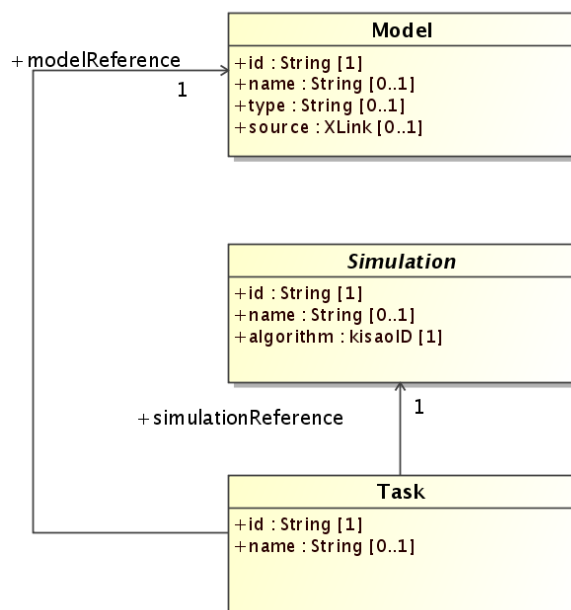 Model
+ modelReference
+id : String [1]
+name : String [0..1]
1
+type : String [0..1]
+source : XLink [0..1]
Simulation
+id : String [1]
+name : String [0..1]
+algorithm : kisaoID [1]
1
+ simulationReference
Task
+id : String [1]
+name : String [0..1]